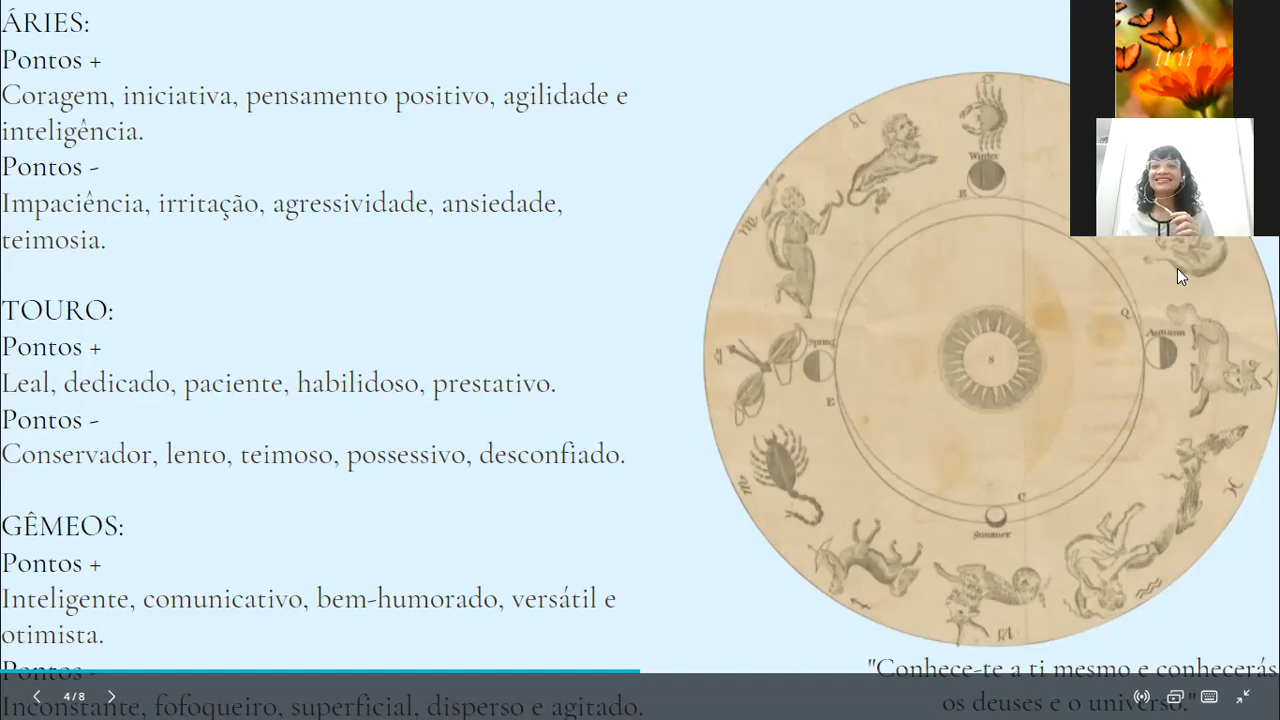 ÁRIES:
Pontos +
Coragem, iniciativa, pensamento positivo, agilidade e
inteligência.
Pontos -
Impaciência, irritação, agressividade, ansiedade,
teimosia.
TOURO:
Pontos +
Leal, dedicado, paciente, habilidoso, prestativo.
Pontos -
Conservador, lento, teimoso, possessivo, desconfiado.
GÊMEOS:
Pontos +
Inteligente, comunicativo, bem-humorado, versátil e
otimista.
Pontos -
Inconstante, fofoqueiro, superficial, disperso e agitado.
11 11
Winter
R
Q
Autumn
Spring
E
S
C
Summer
"Conhece-te a ti mesmo e conhecerás
os deuses e o universo."
4/8